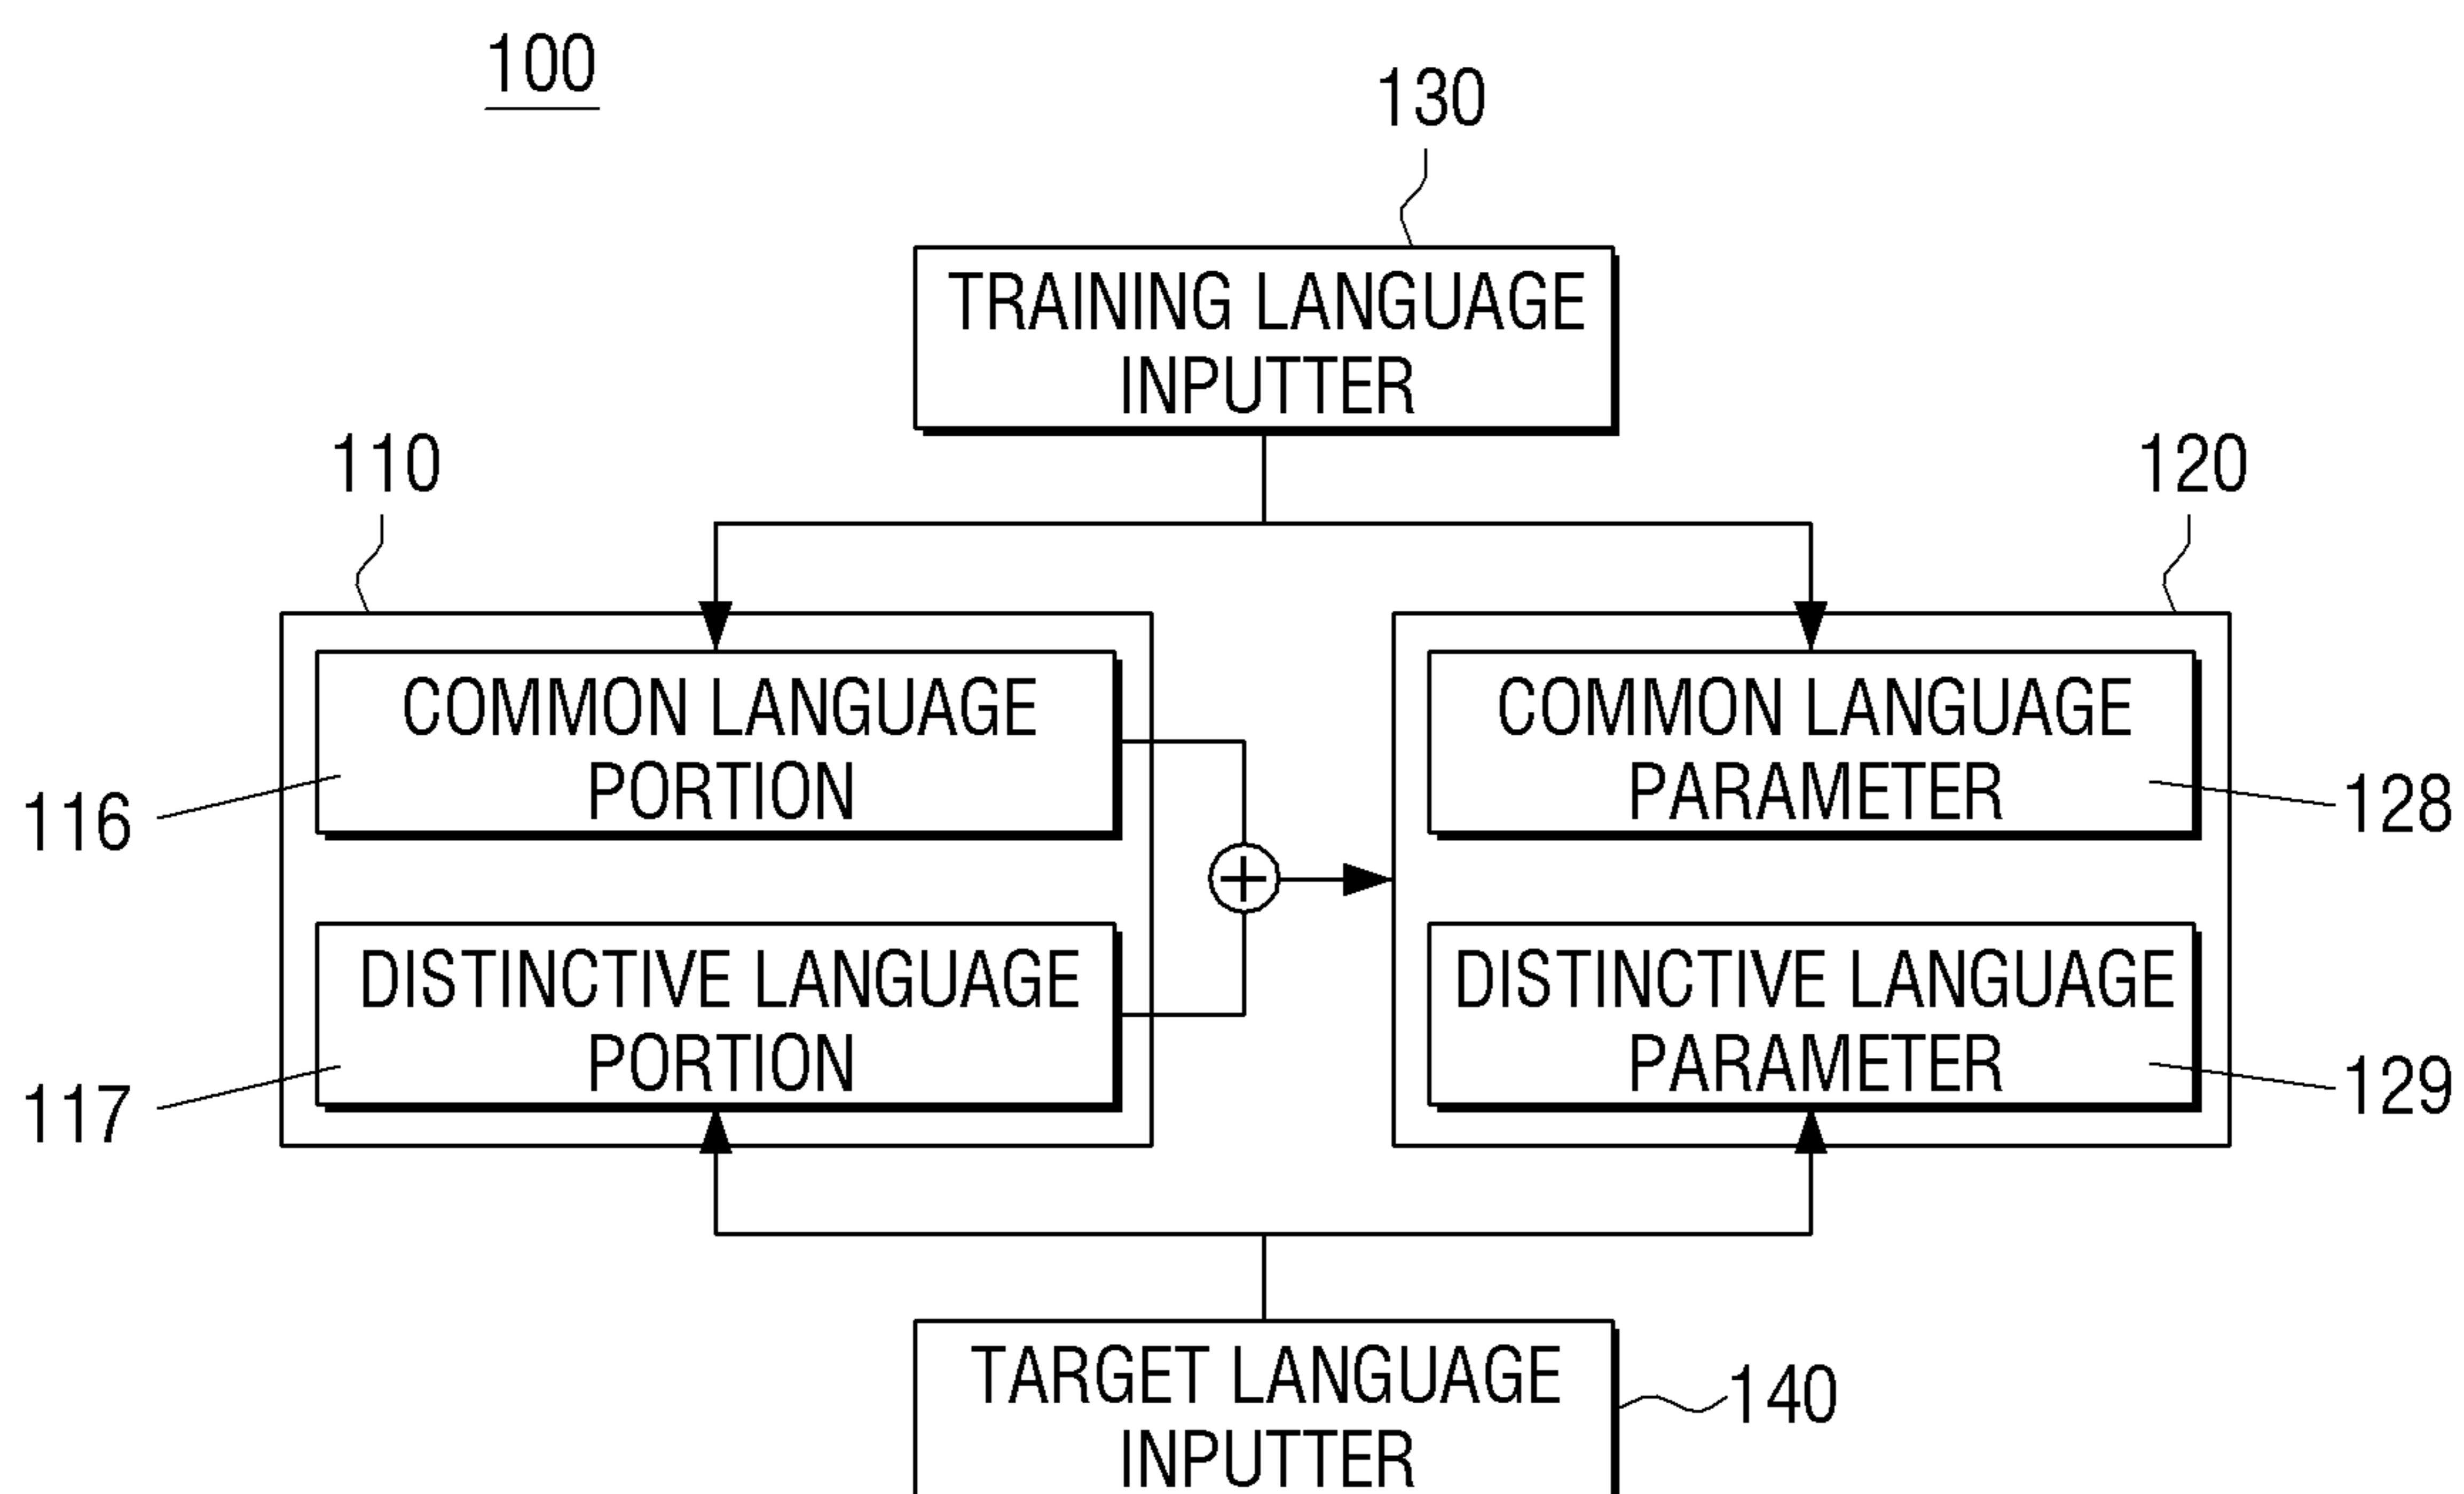 100
130
TRAINING LANGUAGE
INPUTTER
110
120
COMMON LANGUAGE
PORTION
COMMON LANGUAGE
PARAMETER
116
128
DISTINCTIVE LANGUAGE
PORTION
DISTINCTIVE LANGUAGE
PARAMETER
117
129
TARGET LANGUAGE
INPUTTER
140